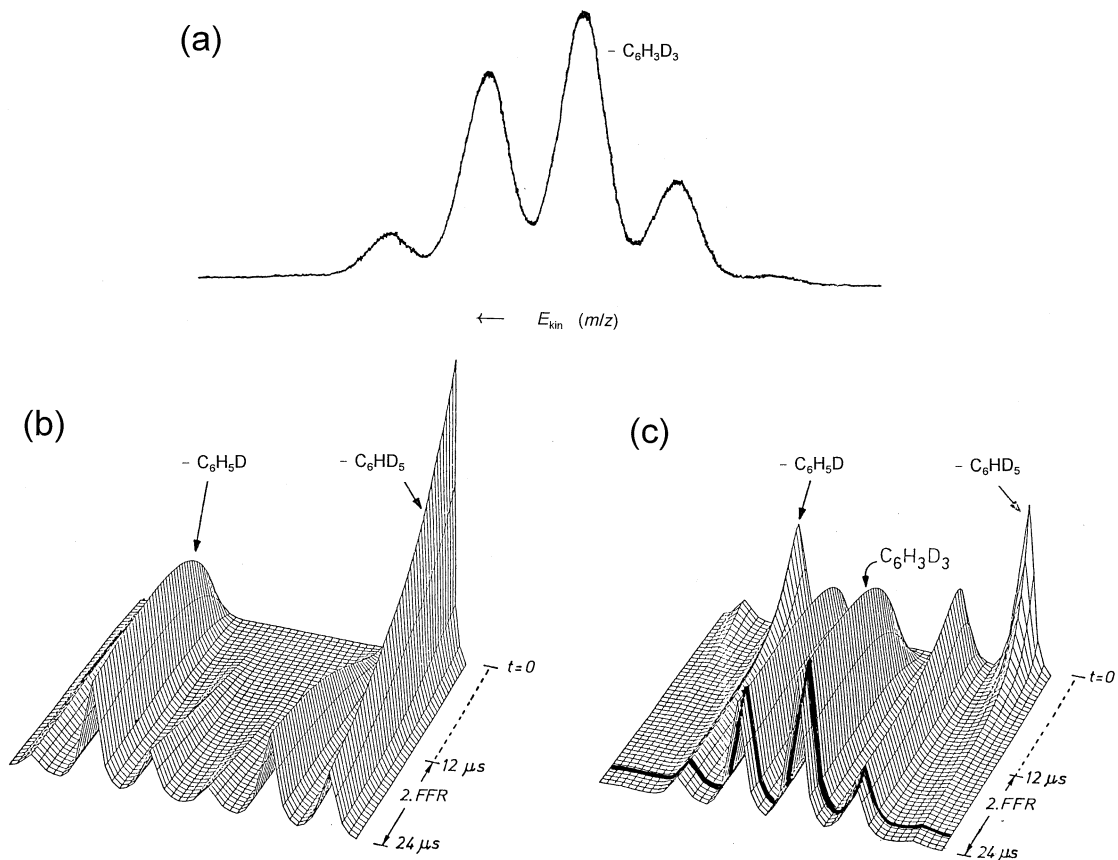 (a)
– C₆H₃D₃
← E_kin (m/z)
(b)
– C₆H₅D
– C₆HD₅
t=0
12 µs
2.FFR
24 µs
(c)
– C₆H₅D
– C₆HD₅
C₆H₃D₃
t=0
12 µs
2.FFR
24 µs